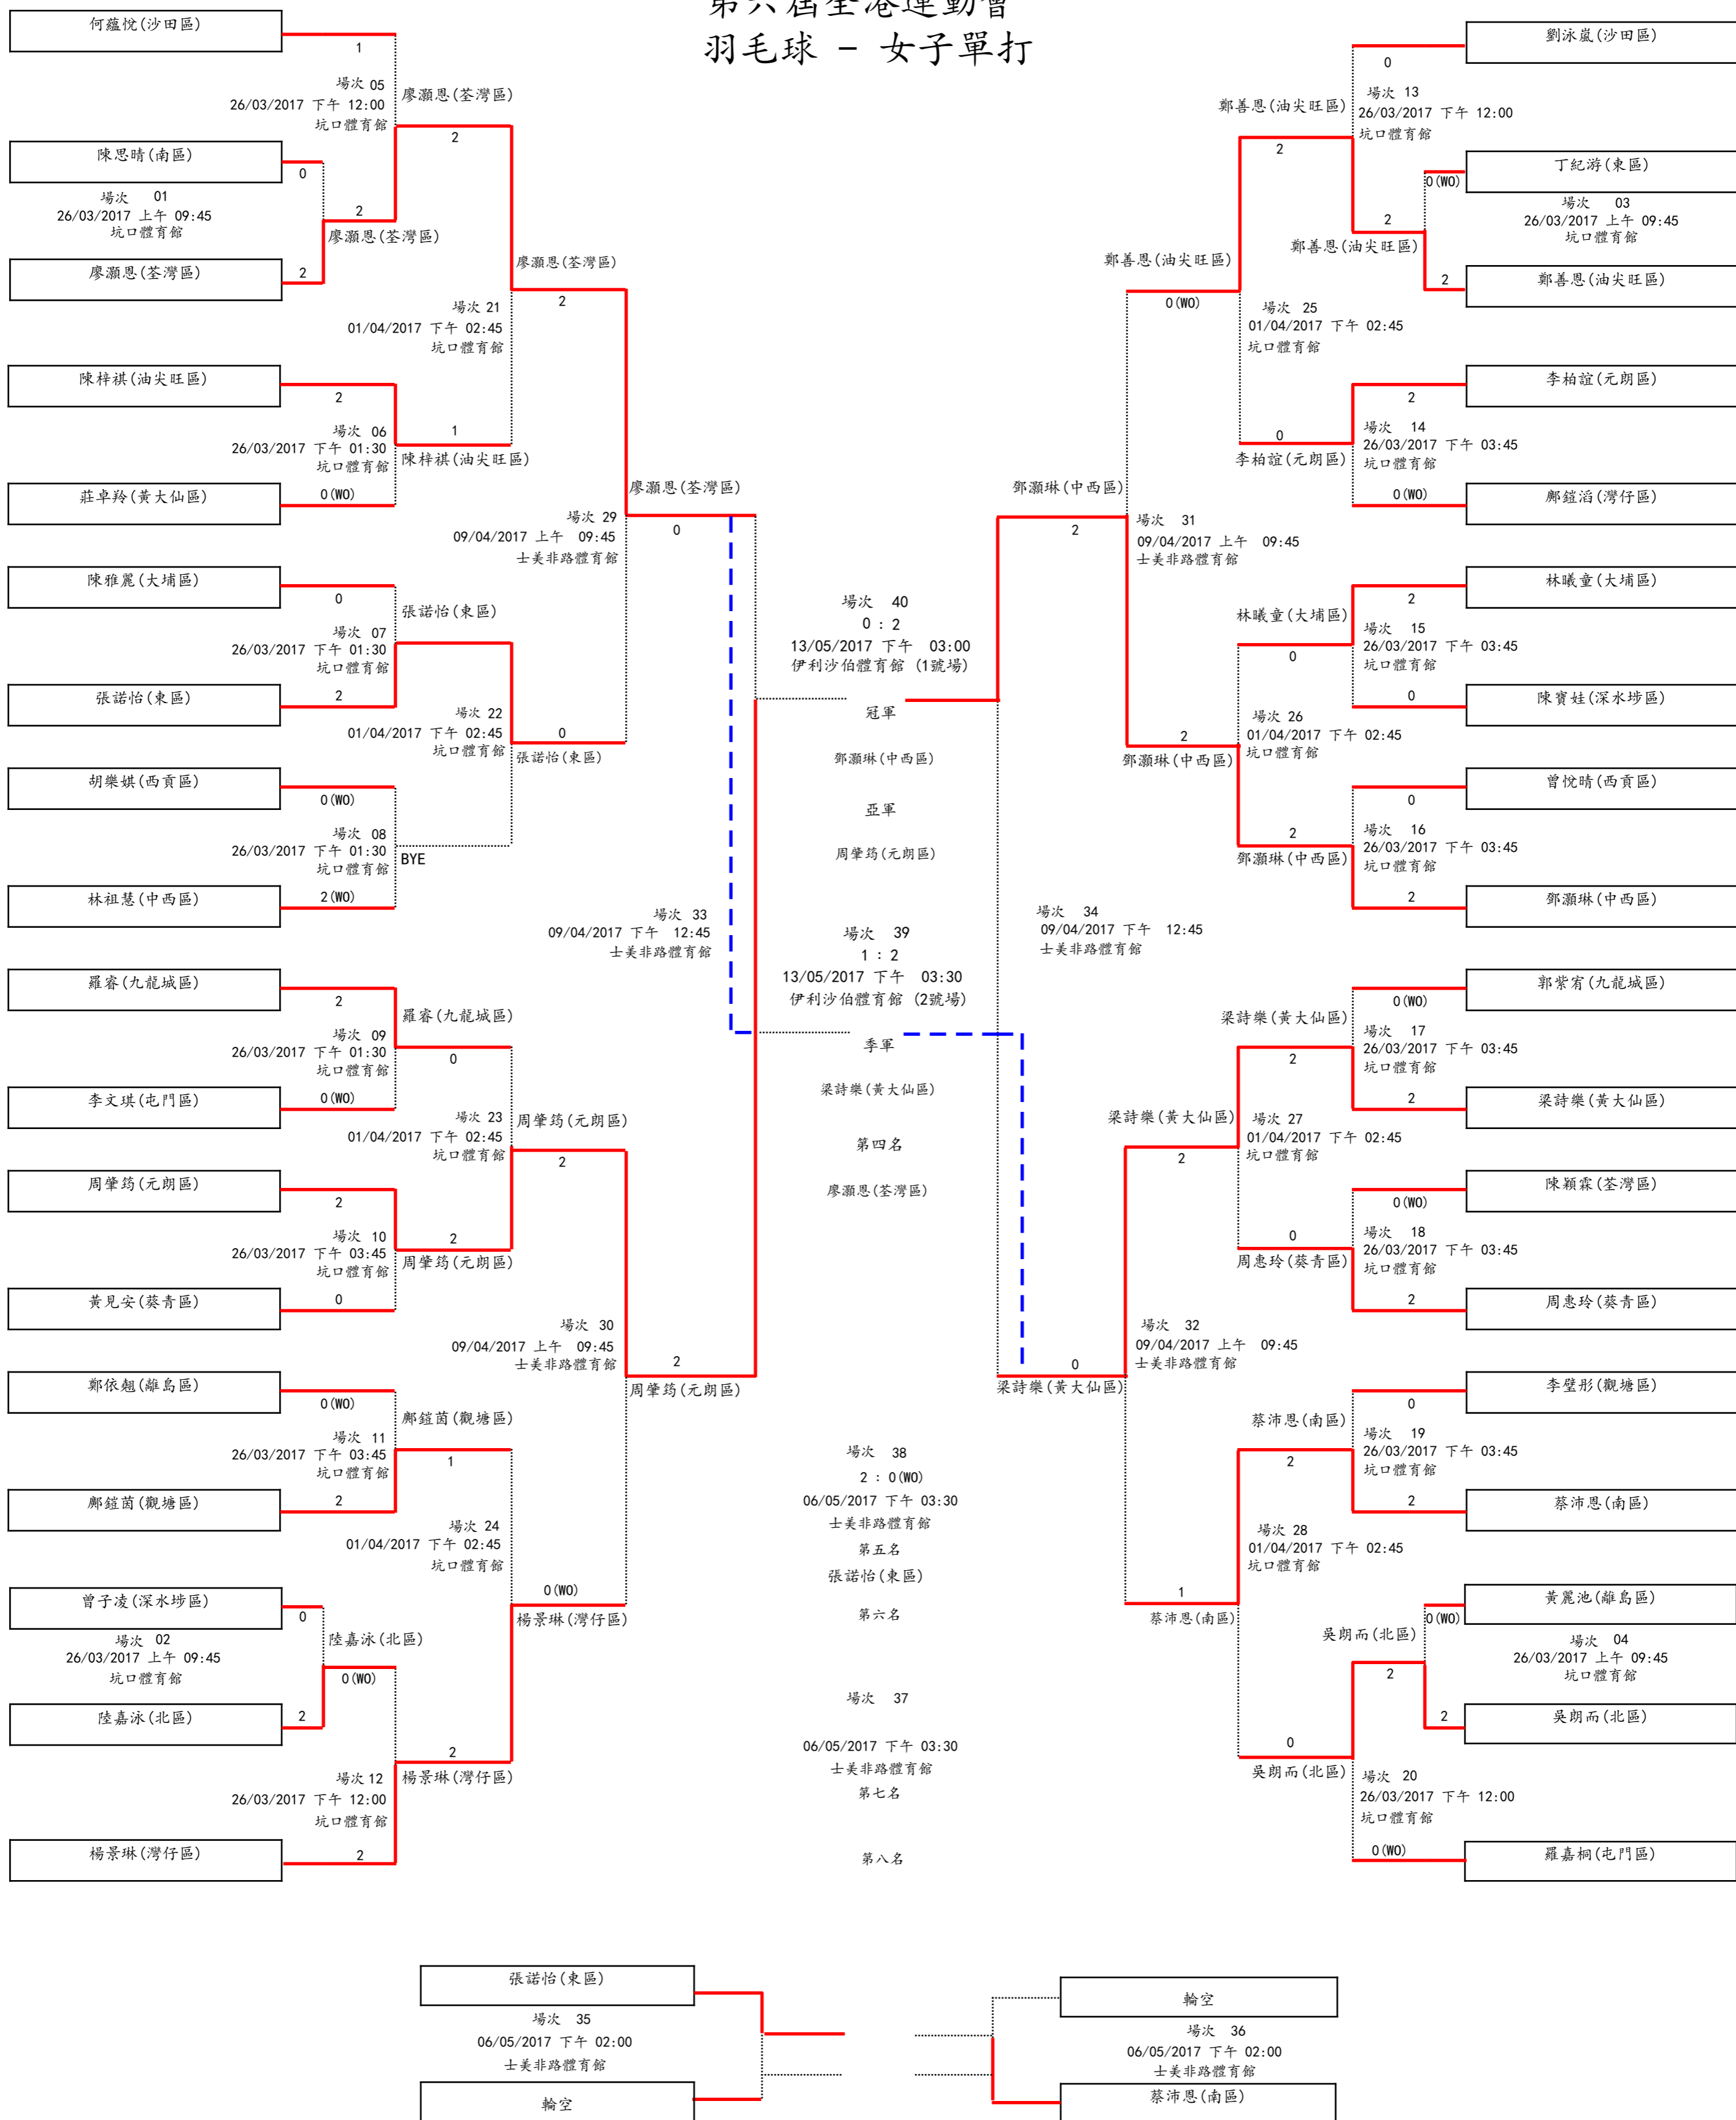 第六屆全港運動會
羽毛球 - 女子單打
何蘊悅(沙田區)
1
場次 05
26/03/2017 下午 12:00
坑口體育館
廖灝恩(荃灣區)
2
陳思晴(南區)
0
場次 01
26/03/2017 上午 09:45
坑口體育館
2
廖灝恩(荃灣區)
廖灝恩(荃灣區)
2
廖灝恩(荃灣區)
2
場次 21
01/04/2017 下午 02:45
坑口體育館
陳梓祺(油尖旺區)
2
場次 06
26/03/2017 下午 01:30
坑口體育館
1
陳梓祺(油尖旺區)
莊卓羚(黃大仙區)
0(WO)
廖灝恩(荃灣區)
0
場次 29
09/04/2017 上午 09:45
士美非路體育館
陳雅麗(大埔區)
0
場次 07
26/03/2017 下午 01:30
坑口體育館
張諾怡(東區)
張諾怡(東區)
2
場次 22
01/04/2017 下午 02:45
坑口體育館
0
張諾怡(東區)
胡樂娸(西貢區)
0(WO)
場次 08
26/03/2017 下午 01:30
坑口體育館
BYE
林祖慧(中西區)
2(WO)
場次 33
09/04/2017 下午 12:45
士美非路體育館
羅睿(九龍城區)
2
羅睿(九龍城區)
0
場次 09
26/03/2017 下午 01:30
坑口體育館
李文琪(屯門區)
0(WO)
場次 23
01/04/2017 下午 02:45
坑口體育館
周肇筠(元朗區)
2
周肇筠(元朗區)
2
場次 10
26/03/2017 下午 03:45
坑口體育館
2
周肇筠(元朗區)
黃見安(葵青區)
0
場次 30
09/04/2017 上午 09:45
士美非路體育館
2
周肇筠(元朗區)
鄭依翹(離島區)
0(WO)
場次 11
26/03/2017 下午 03:45
坑口體育館
鄺鎧茵(觀塘區)
1
鄺鎧茵(觀塘區)
2
場次 24
01/04/2017 下午 02:45
坑口體育館
0(WO)
楊景琳(灣仔區)
曾子凌(深水埗區)
0
場次 02
26/03/2017 上午 09:45
坑口體育館
陸嘉泳(北區)
0(WO)
陸嘉泳(北區)
2
2
楊景琳(灣仔區)
場次 12
26/03/2017 下午 12:00
坑口體育館
楊景琳(灣仔區)
2
場次 40
0 : 2
13/05/2017 下午 03:00
伊利沙伯體育館 (1號場)
冠軍
鄧灝琳(中西區)
亞軍
周肇筠(元朗區)
場次 39
1 : 2
13/05/2017 下午 03:30
伊利沙伯體育館 (2號場)
季軍
梁詩樂(黃大仙區)
第四名
廖灝恩(荃灣區)
場次 38
2 : 0(WO)
06/05/2017 下午 03:30
士美非路體育館
第五名
張諾怡(東區)
第六名
場次 37
06/05/2017 下午 03:30
士美非路體育館
第七名
第八名
劉泳嵐(沙田區)
0
場次 13
26/03/2017 下午 12:00
坑口體育館
鄭善恩(油尖旺區)
2
丁紀游(東區)
0(WO)
場次 03
26/03/2017 上午 09:45
坑口體育館
2
鄭善恩(油尖旺區)
鄭善恩(油尖旺區)
2
鄭善恩(油尖旺區)
0(WO)
場次 25
01/04/2017 下午 02:45
坑口體育館
李柏誼(元朗區)
2
場次 14
26/03/2017 下午 03:45
坑口體育館
0
李柏誼(元朗區)
鄺鎧滔(灣仔區)
0(WO)
鄧灝琳(中西區)
2
場次 31
09/04/2017 上午 09:45
士美非路體育館
林曦童(大埔區)
2
林曦童(大埔區)
0
場次 15
26/03/2017 下午 03:45
坑口體育館
陳寶娃(深水埗區)
0
場次 26
01/04/2017 下午 02:45
坑口體育館
2
鄧灝琳(中西區)
曾悅晴(西貢區)
0
場次 16
26/03/2017 下午 03:45
坑口體育館
2
鄧灝琳(中西區)
鄧灝琳(中西區)
2
場次 34
09/04/2017 下午 12:45
士美非路體育館
郭紫宥(九龍城區)
0(WO)
梁詩樂(黃大仙區)
2
場次 17
26/03/2017 下午 03:45
坑口體育館
梁詩樂(黃大仙區)
2
梁詩樂(黃大仙區)
2
場次 27
01/04/2017 下午 02:45
坑口體育館
陳穎霖(荃灣區)
0(WO)
場次 18
26/03/2017 下午 03:45
坑口體育館
0
周惠玲(葵青區)
周惠玲(葵青區)
2
場次 32
09/04/2017 上午 09:45
士美非路體育館
0
梁詩樂(黃大仙區)
李壁彤(觀塘區)
0
蔡沛恩(南區)
2
場次 19
26/03/2017 下午 03:45
坑口體育館
蔡沛恩(南區)
2
場次 28
01/04/2017 下午 02:45
坑口體育館
1
蔡沛恩(南區)
黃麗池(離島區)
0(WO)
場次 04
26/03/2017 上午 09:45
坑口體育館
吳朗而(北區)
2
吳朗而(北區)
2
0
吳朗而(北區)
場次 20
26/03/2017 下午 12:00
坑口體育館
羅嘉桐(屯門區)
0(WO)
張諾怡(東區)
場次 35
06/05/2017 下午 02:00
士美非路體育館
輪空
輪空
場次 36
06/05/2017 下午 02:00
士美非路體育館
蔡沛恩(南區)